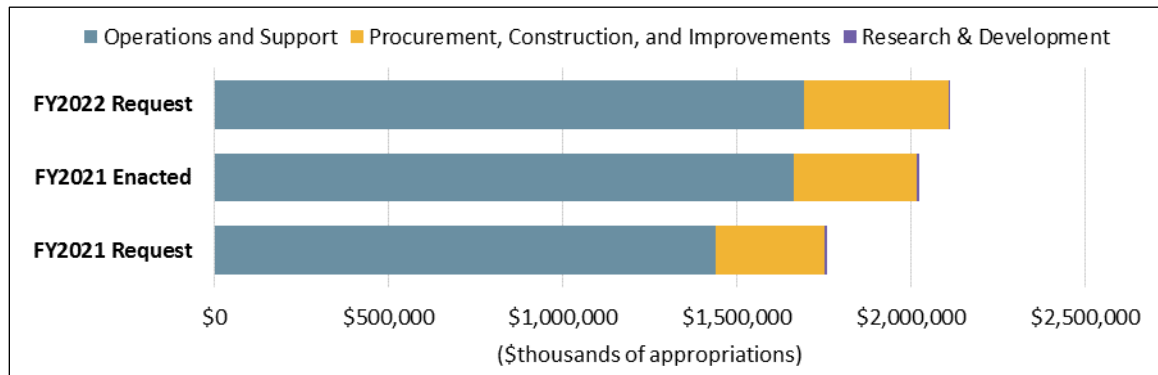 Operations and Support Procurement, Construction, and Improvements Research & Development
FY2022 Request
FY2021 Enacted
FY2021 Request
$0 $500,000 $1,000,000 $1,500,000 $2,000,000 $2,500,000
($thousands of appropriations)